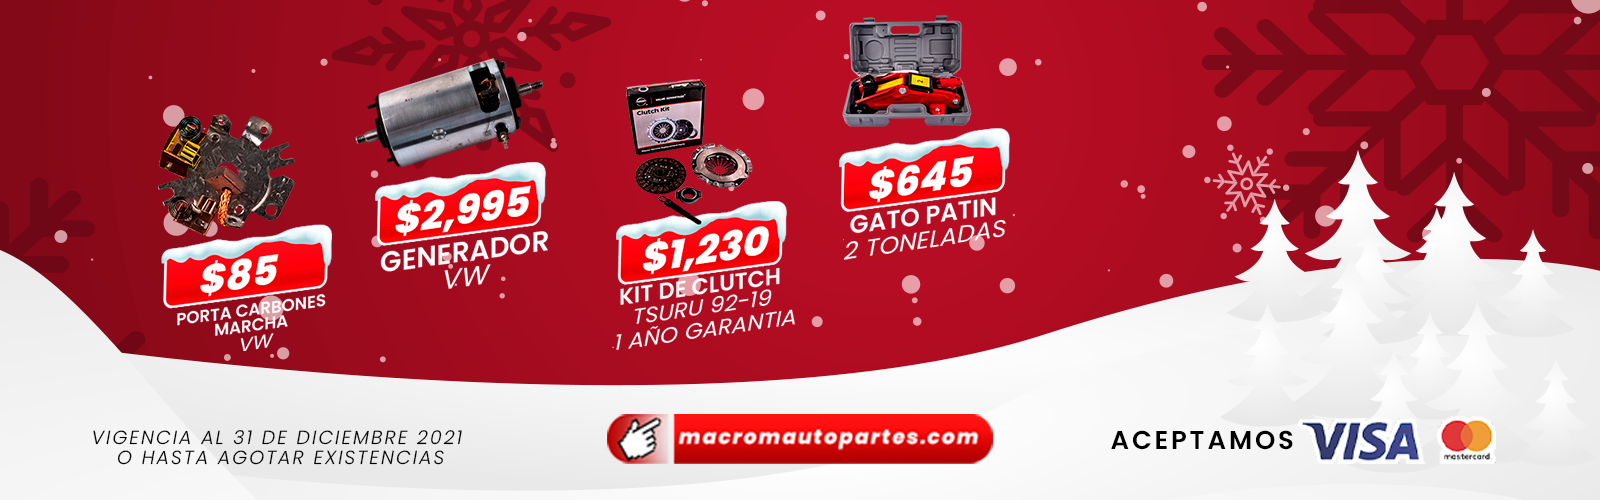 $85
PORTA CARBONES
MARCHA
VW
$2,995
GENERADOR
VW
Clutch Kit
$1,230
KIT DE CLUTCH
TSURU 92-19
1 AÑO GARANTIA
$645
GATO PATIN
2 TONELADAS
VIGENCIA AL 31 DE DICIEMBRE 2021
O HASTA AGOTAR EXISTENCIAS
macromautopartes.com
ACEPTAMOS VISA
mastercard